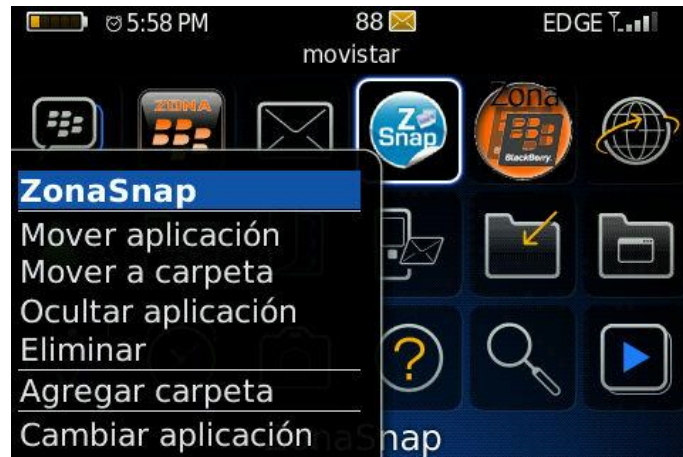 5:58 PM 88 EDGE
movistar
ZONA
Z
Snap
Zona
BlackBerry.
ZonaSnap
Mover aplicación
Mover a carpeta
Ocultar aplicación
Eliminar
Agregar carpeta
Cambiar aplicación
ZonaSnap